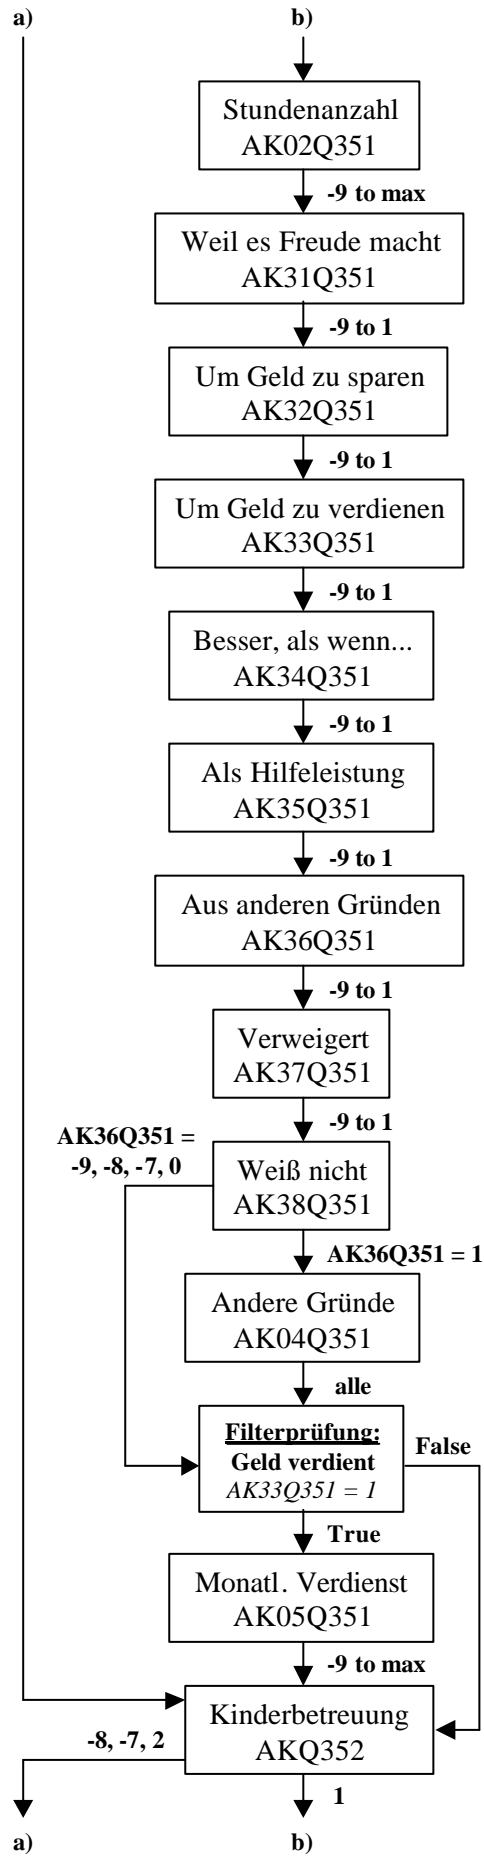 a) b)
Stundenanzahl
AK02Q351
-9 to max
Weil es Freude macht
AK31Q351
-9 to 1
Um Geld zu sparen
AK32Q351
-9 to 1
Um Geld zu verdienen
AK33Q351
-9 to 1
Besser, als wenn...
AK34Q351
-9 to 1
Als Hilfeleistung
AK35Q351
-9 to 1
Aus anderen Gründen
AK36Q351
-9 to 1
Verweigert
AK37Q351
-9 to 1
AK36Q351 =
-9, -8, -7, 0
Weiß nicht
AK38Q351
AK36Q351 = 1
Andere Gründe
AK04Q351
alle
Filterprüfung:
Geld verdient
AK33Q351 = 1
False
True
Monatl. Verdienst
AK05Q351
-9 to max
Kinderbetreuung
AKQ352
-8, -7, 2
1
a) b)